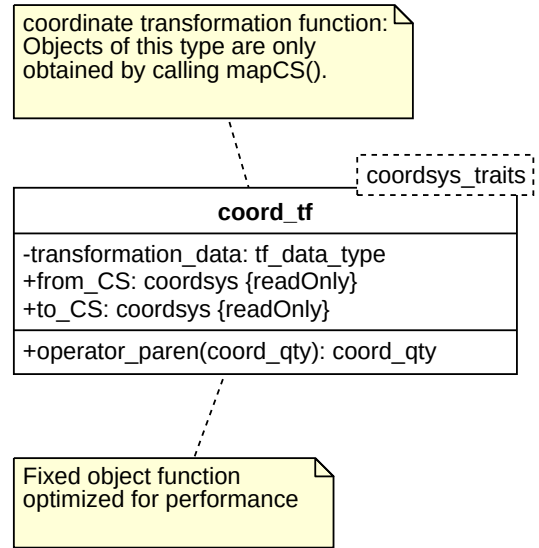 coordinate transformation function:
Objects of this type are only
obtained by calling mapCS().
coordsys_traits
coord_tf
-transformation_data: tf_data_type
+from_CS: coordsys {readOnly}
+to_CS: coordsys {readOnly}
+operator_paren(coord_qty): coord_qty
Fixed object function
optimized for performance